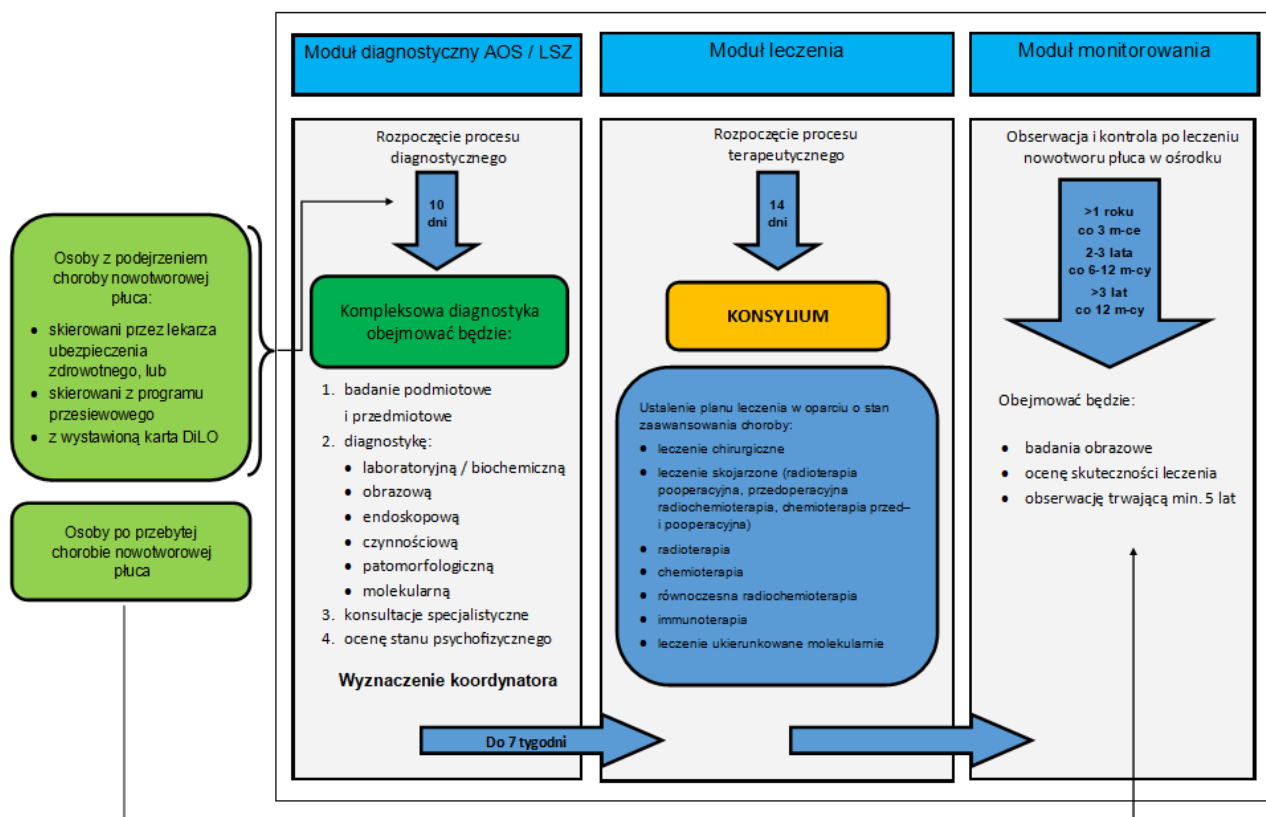 Moduł diagnostyczny AOS / LSZ
Moduł leczenia
Moduł monitorowania
Osoby z podejrzeniem
choroby nowotworowej
płuca:
• skierowani przez lekarza
ubezpieczenia
zdrowotnego, lub
• skierowani z programu
przesiewowego
• z wystawioną karta DiLO
Osoby po przebytej
chorobie nowotworowej
płuca
Rozpoczęcie procesu
diagnostycznego
10
dni
Kompleksowa diagnostyka
obejmować będzie:
1. badanie podmiotowe
i przedmiotowe
2. diagnostykę:
• laboratoryjną / biochemiczną
• obrazową
• endoskopową
• czynnościową
• patomorfologiczną
• molekularną
3. konsultacje specjalistyczne
4. ocenę stanu psychofizycznego
Wyznaczenie koordynatora
Do 7 tygodni
Rozpoczęcie procesu
terapeutycznego
14
dni
KONSYLIUM
Ustalenie planu leczenia w oparciu o stan
zaawansowania choroby:
• leczenie chirurgiczne
• leczenie skojarzone (radioterapia
pooperacyjna, przedoperacyjna
radiochemioterapia, chemioterapia przed–
i pooperacyjna)
• radioterapia
• chemioterapia
• równoczesna radiochemioterapia
• immunoterapia
• leczenie ukierunkowane molekularnie
Obserwacja i kontrola po leczeniu
nowotworu płuca w ośrodku
>1 roku
co 3 m-ce
2-3 lata
co 6-12 m-cy
>3 lat
co 12 m-cy
Obejmować będzie:
• badania obrazowe
• ocenę skuteczności leczenia
• obserwację trwającą min. 5 lat